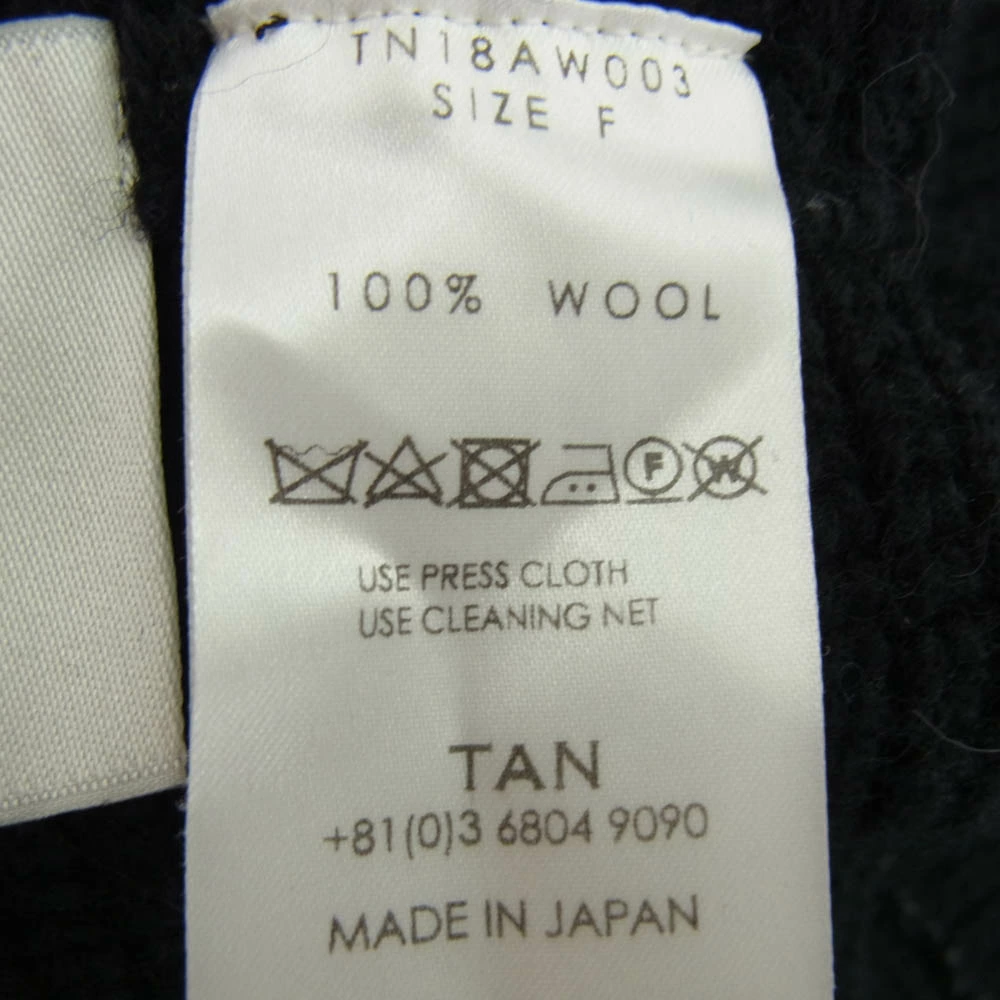 TN18AW003
SIZE F
100% WOOL
F W
USE PRESS CLOTH
USE CLEANING NET
TAN
+81(0)3 6804 9090
MADE IN JAPAN